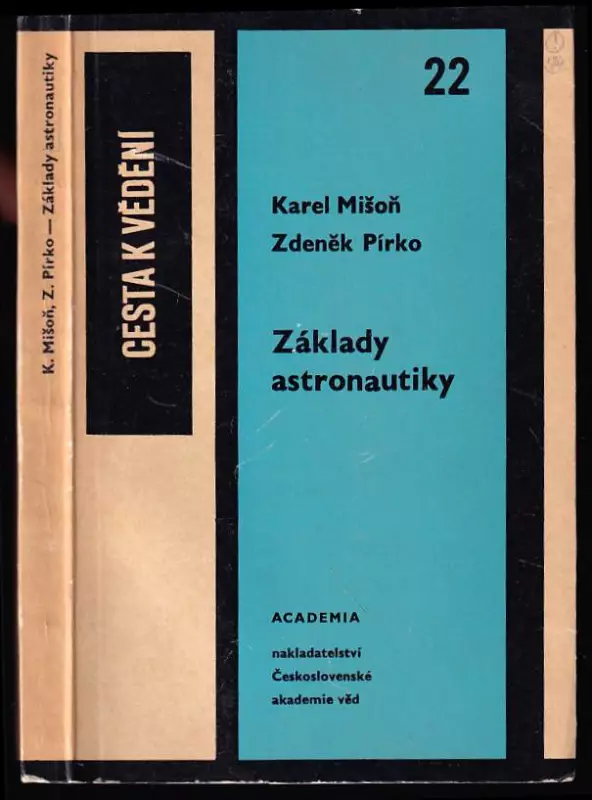 K. Mišoň, Z. Pírko — Základy astronautiky
CESTA K VĚDĚNÍ
22
Karel Mišoň
Zdeněk Pírko
Základy
astronautiky
ACADEMIA
nakladatelství
Československé
akademie věd